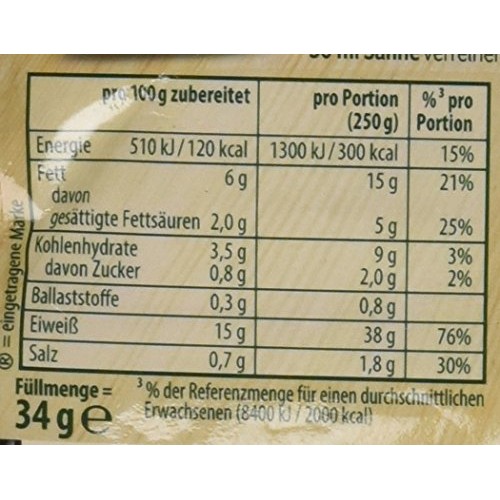 pro 100 g zubereitet pro Portion (250 g) %³ pro Portion
Energie 510 kJ / 120 kcal 1300 kJ / 300 kcal 15%
Fett 6 g 15 g 21%
davon
gesättigte Fettsäuren 2,0 g 5 g 25%
Kohlenhydrate 3,5 g 9 g 3%
davon Zucker 0,8 g 2,0 g 2%
Ballaststoffe 0,3 g 0,8 g
Eiweiß 15 g 38 g 76%
Salz 0,7 g 1,8 g 30%
® = eingetragene Marke
Füllmenge =
34 g e
³ % der Referenzmenge für einen durchschnittlichen
Erwachsenen (8400 kJ / 2000 kcal)